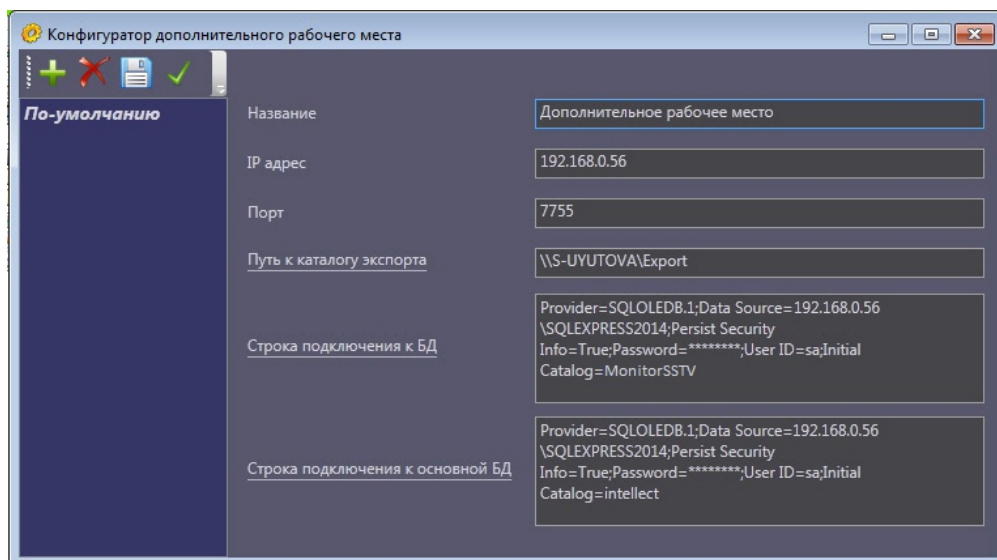 Конфигуратор дополнительного рабочего места
По-умолчанию
Название
Дополнительное рабочее место
IP адрес
192.168.0.56
Порт
7755
Путь к каталогу экспорта
\\S-UYUTOVA\Export
Строка подключения к БД
Provider=SQLOLEDB.1;Data Source=192.168.0.56
\SQLEXPRESS2014;Persist Security
Info=True;Password=********;User ID=sa;Initial
Catalog=MonitorSSTV
Строка подключения к основной БД
Provider=SQLOLEDB.1;Data Source=192.168.0.56
\SQLEXPRESS2014;Persist Security
Info=True;Password=********;User ID=sa;Initial
Catalog=intellect